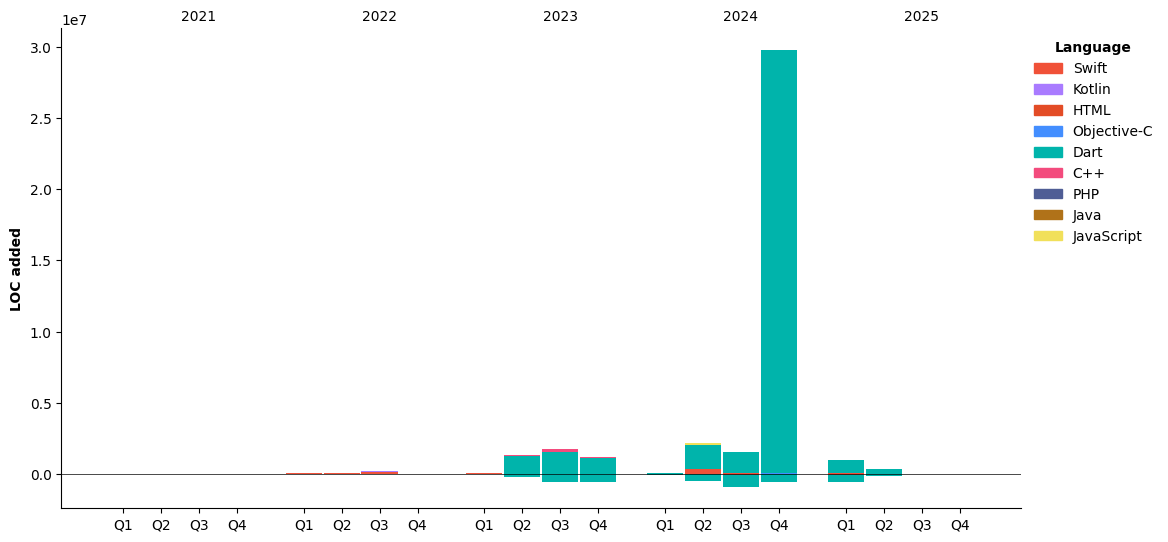 1e7
2021 2022 2023 2024 2025
3.0
2.5
2.0
1.5
1.0
0.5
0.0
LOC added
Q1 Q2 Q3 Q4 Q1 Q2 Q3 Q4 Q1 Q2 Q3 Q4 Q1 Q2 Q3 Q4 Q1 Q2 Q3 Q4
Language
Swift
Kotlin
HTML
Objective-C
Dart
C++
PHP
Java
JavaScript